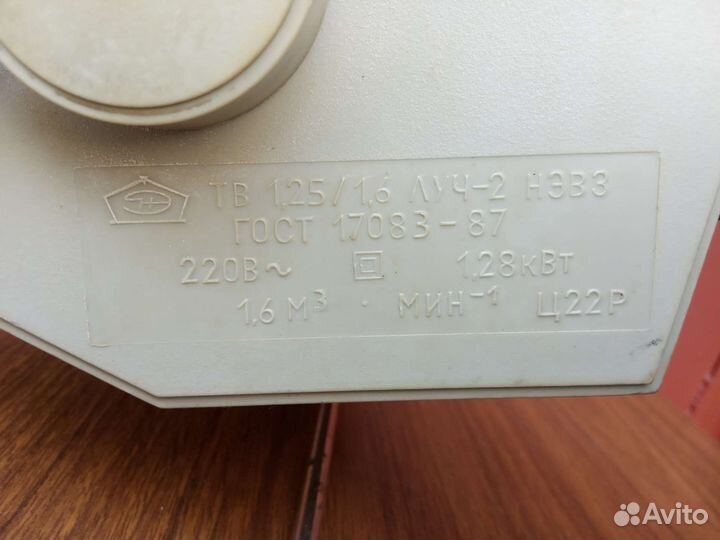 ТВ 1,25/1,6 ЛУЧ-2 НЭВЗ
ГОСТ 17083-87
220В~ 1,28кВт
1,6 М³ · МИН⁻¹ Ц22Р
Avito